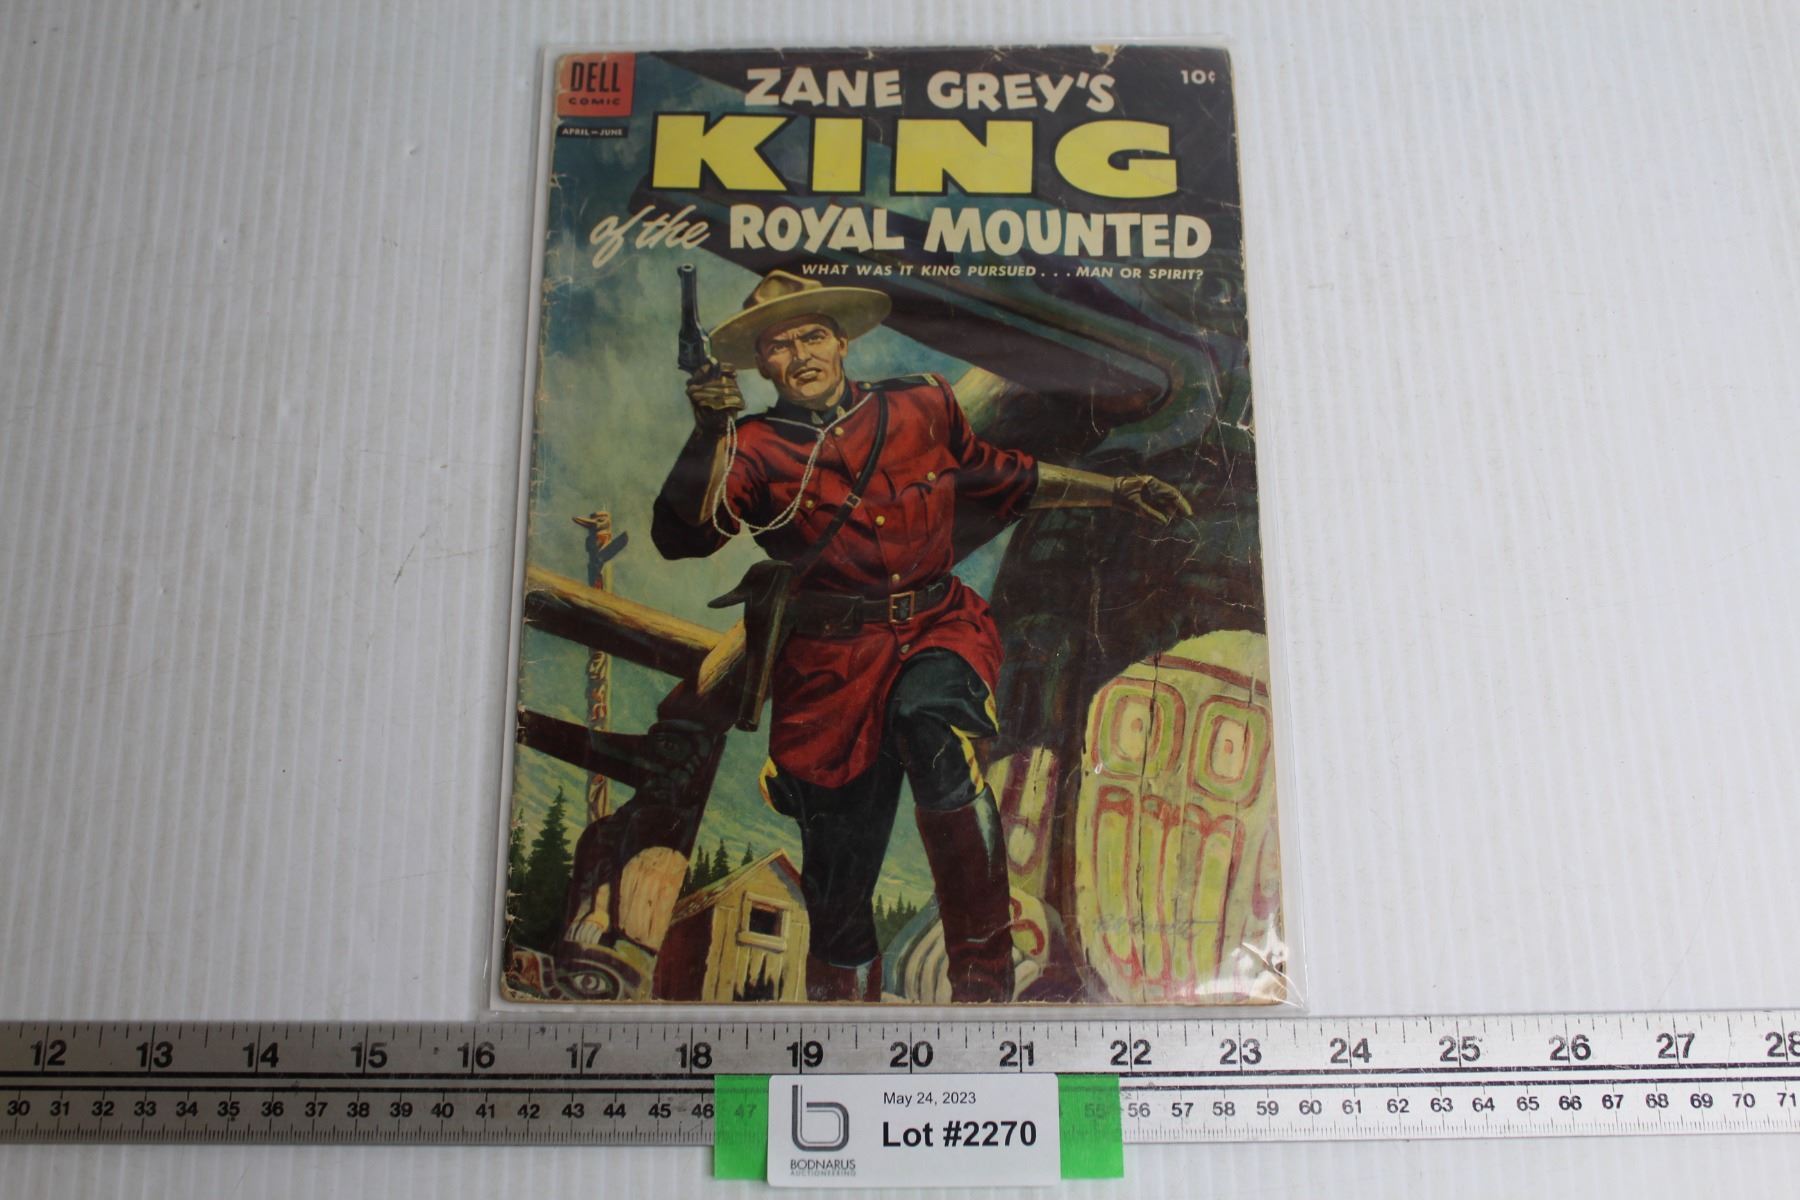 DELL
COMIC
APRIL-JUNE
ZANE GREY'S
10¢
KING
of the ROYAL MOUNTED
WHAT WAS IT KING PURSUED . . . MAN OR SPIRIT?
12 13 14 15 16 17 18 19 20 21 22 23 24 25 26 27 28
30 31 32 33 34 35 36 37 38 39 40 41 42 43 44 45 46 47 55 56 57 58 59 60 61 62 63 64 65 66 67 68 69 70 71
May 24, 2023
Lot #2270
BODNARUS
AUCTIONEERING